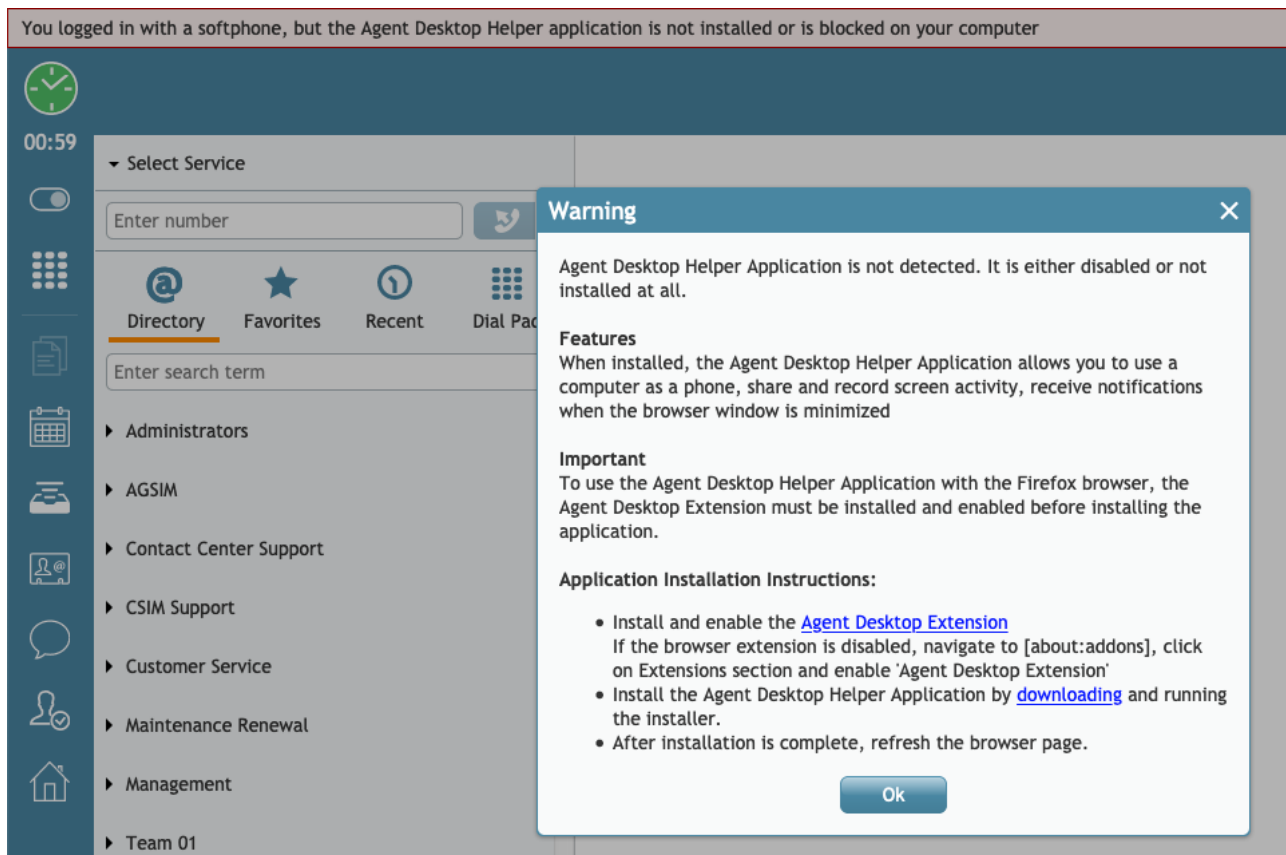 You logged in with a softphone, but the Agent Desktop Helper application is not installed or is blocked on your computer
00:59
Select Service
Enter number
Directory
Favorites
Recent
Dial Pad
Enter search term
Administrators
AGSIM
Contact Center Support
CSIM Support
Customer Service
Maintenance Renewal
Management
Team 01
Warning
Agent Desktop Helper Application is not detected. It is either disabled or not
installed at all.
Features
When installed, the Agent Desktop Helper Application allows you to use a
computer as a phone, share and record screen activity, receive notifications
when the browser window is minimized
Important
To use the Agent Desktop Helper Application with the Firefox browser, the
Agent Desktop Extension must be installed and enabled before installing the
application.
Application Installation Instructions:
• Install and enable the Agent Desktop Extension
If the browser extension is disabled, navigate to [about:addons], click
on Extensions section and enable 'Agent Desktop Extension'
• Install the Agent Desktop Helper Application by downloading and running
the installer.
• After installation is complete, refresh the browser page.
Ok